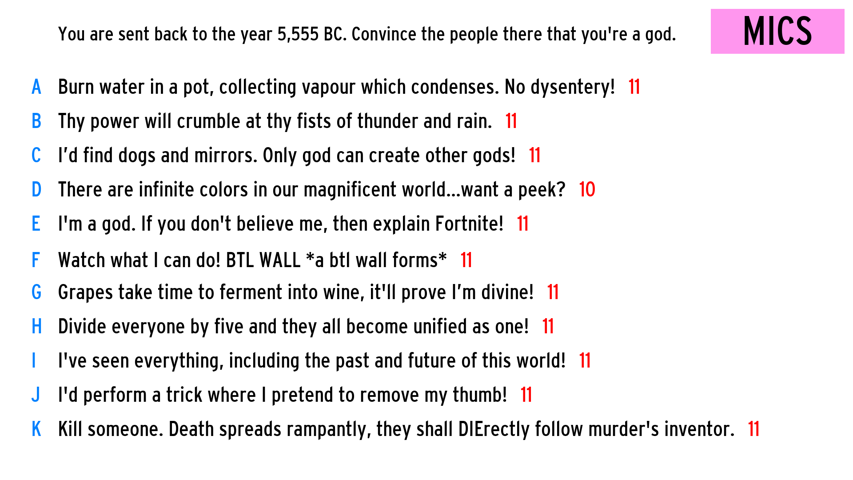 You are sent back to the year 5,555 BC. Convince the people there that you're a god.
MICS
A Burn water in a pot, collecting vapour which condenses. No dysentery! 11
B Thy power will crumble at thy fists of thunder and rain. 11
C I’d find dogs and mirrors. Only god can create other gods! 11
D There are infinite colors in our magnificent world...want a peek? 10
E I'm a god. If you don't believe me, then explain Fortnite! 11
F Watch what I can do! BTL WALL *a btl wall forms* 11
G Grapes take time to ferment into wine, it'll prove I’m divine! 11
H Divide everyone by five and they all become unified as one! 11
I I've seen everything, including the past and future of this world! 11
J I'd perform a trick where I pretend to remove my thumb! 11
K Kill someone. Death spreads rampantly, they shall DIErectly follow murder's inventor. 11